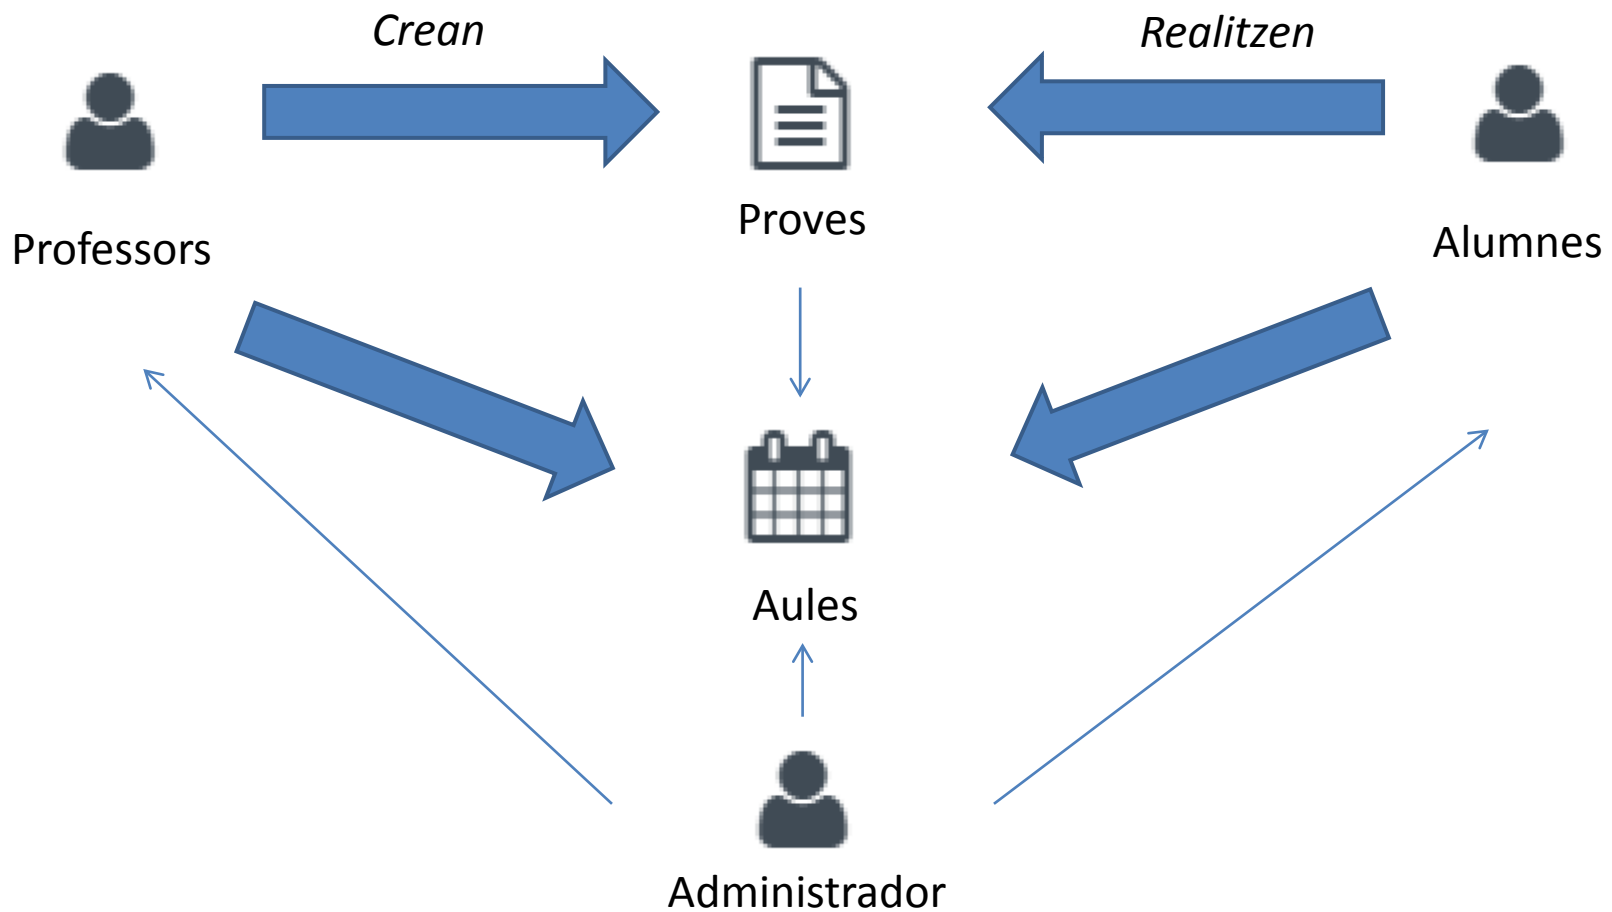 Crean
Realitzen
Professors
Proves
Alumnes
Aules
Administrador